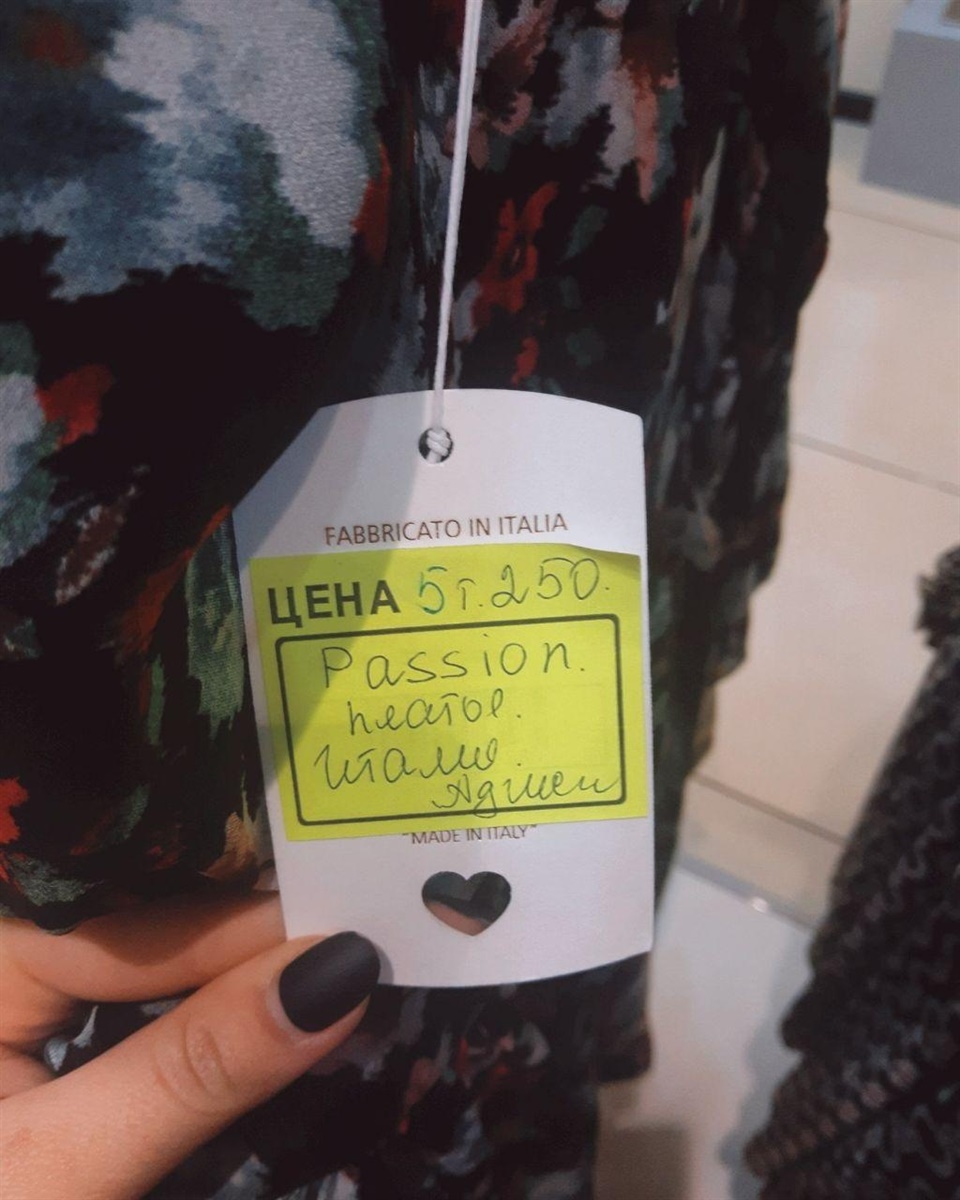 FABBRICATO IN ITALIA
ЦЕНА 5т.250.
Passion.
платье.
Италия.
"MADE IN ITALY"